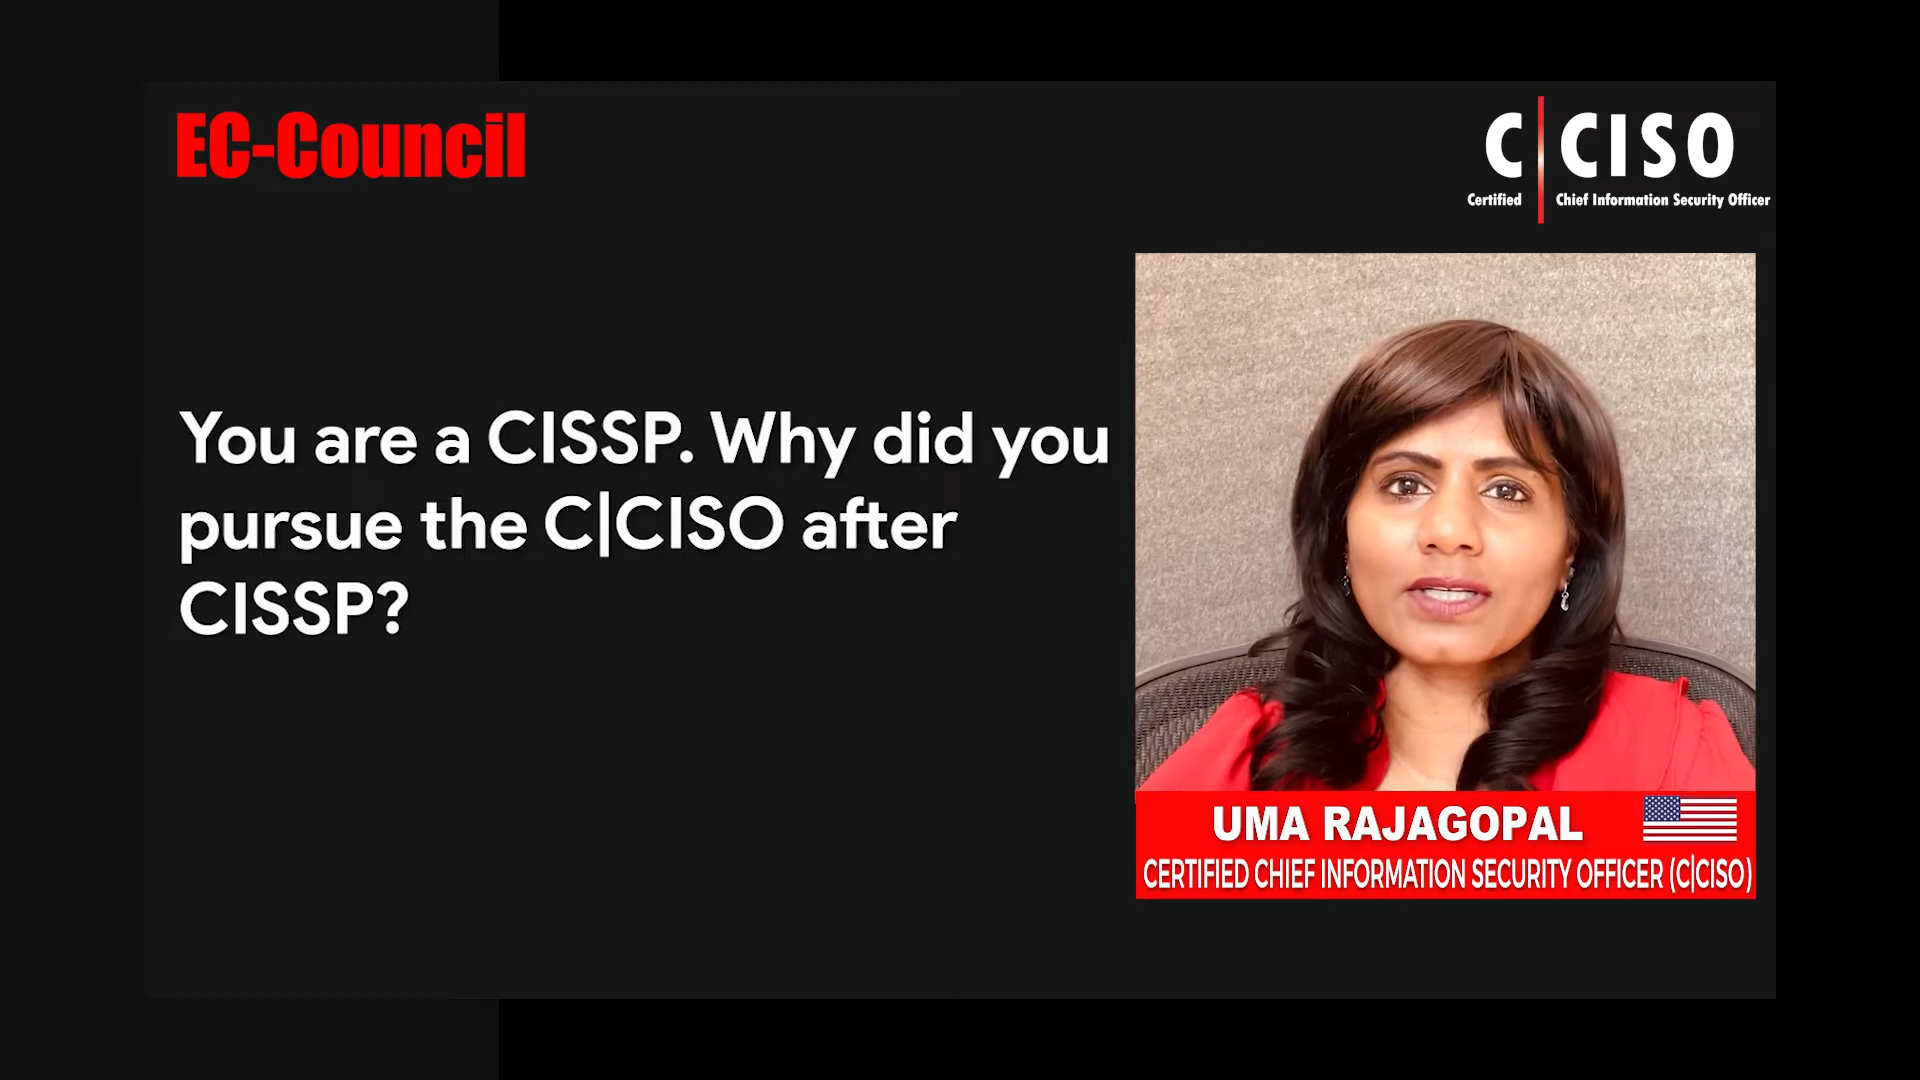 EC-Council
C|CISO
Certified Chief Information Security Officer
You are a CISSP. Why did you
pursue the C|CISO after
CISSP?
UMA RAJAGOPAL
CERTIFIED CHIEF INFORMATION SECURITY OFFICER (C|CISO)